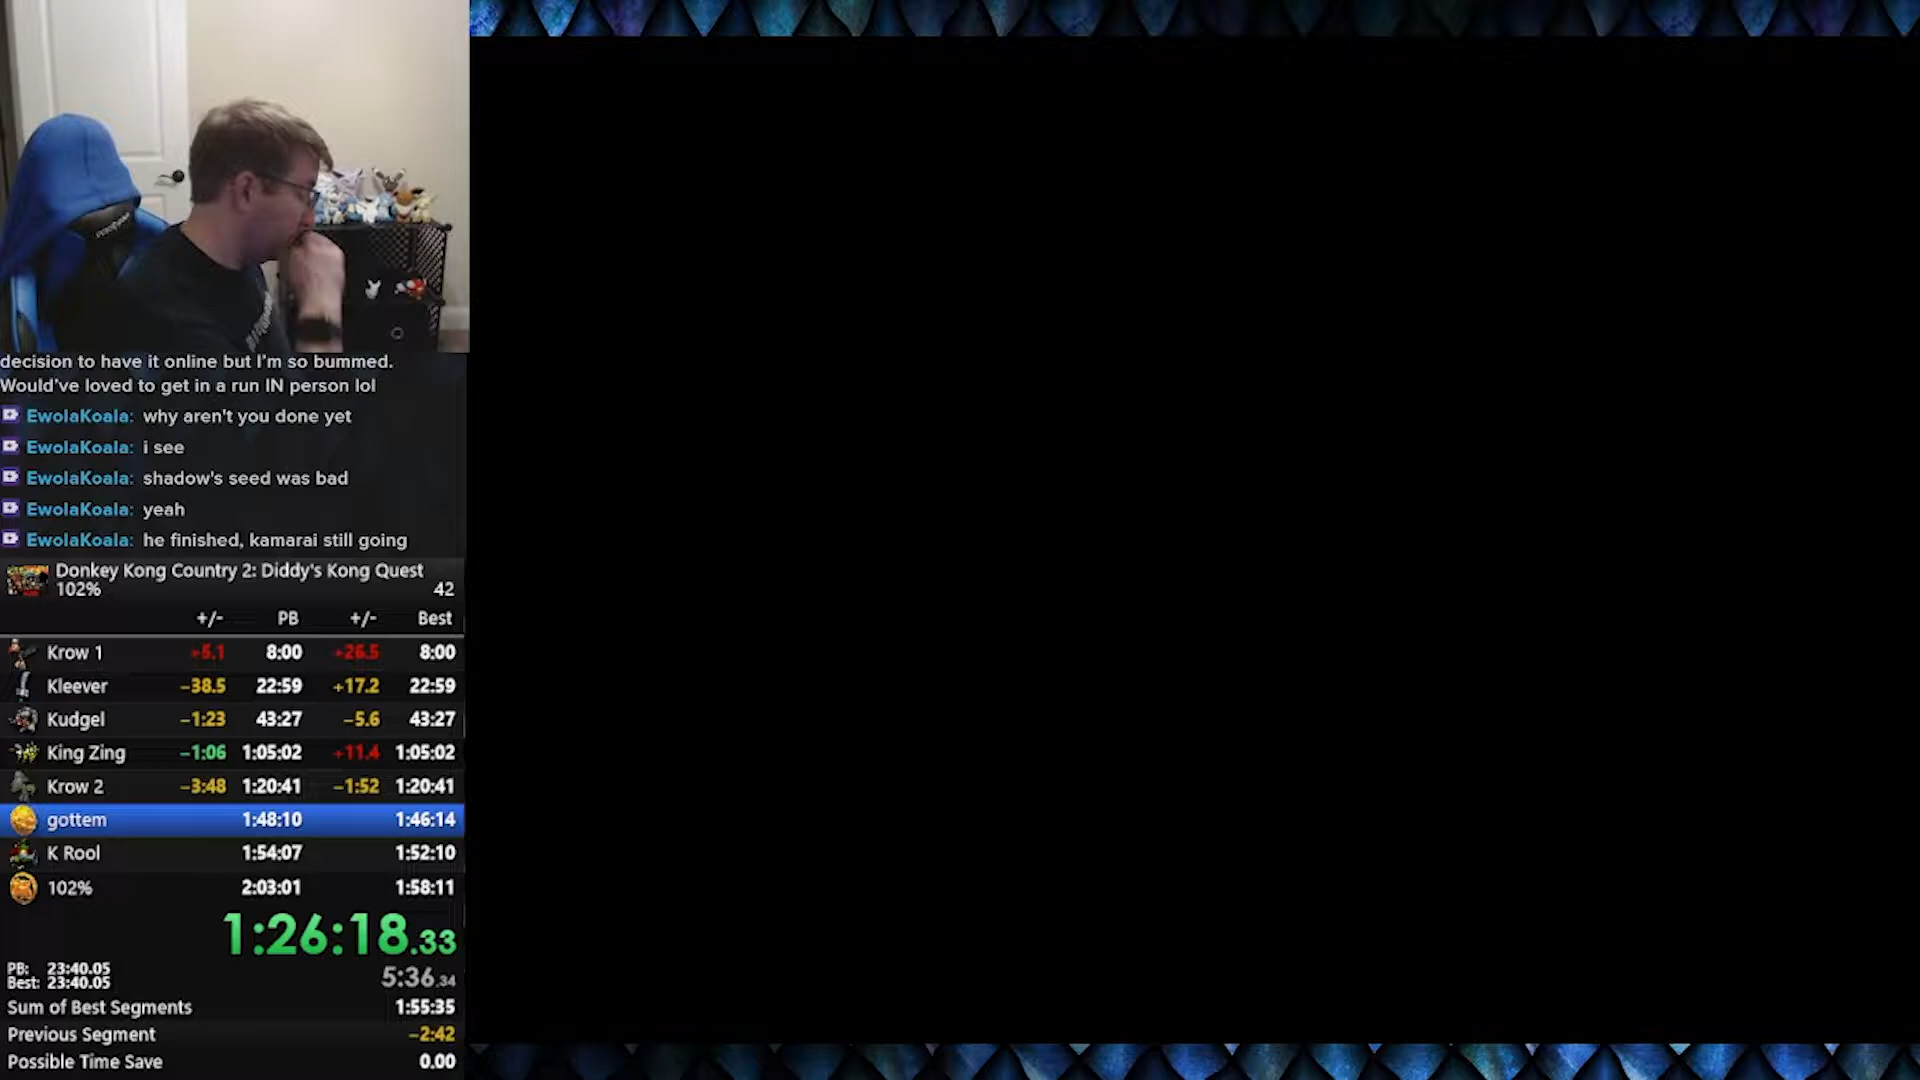 decision to have it online but I'm so bummed.
Would've loved to get in a run IN person lol
EwolaKoala: why aren't you done yet
EwolaKoala: i see
EwolaKoala: shadow's seed was bad
EwolaKoala: yeah
EwolaKoala: he finished, kamarai still going
Donkey Kong Country 2: Diddy's Kong Quest
102% 42
+/- PB +/- Best
Krow 1 +5.1 8:00 +26.5 8:00
Kleever −38.5 22:59 +17.2 22:59
Kudgel −1:23 43:27 −5.6 43:27
King Zing −1:06 1:05:02 +11.4 1:05:02
Krow 2 −3:48 1:20:41 −1:52 1:20:41
gottem 1:48:10 1:46:14
K Rool 1:54:07 1:52:10
102% 2:03:01 1:58:11
1:26:18.33
PB: 23:40.05
Best: 23:40.05
5:36.34
Sum of Best Segments 1:55:35
Previous Segment −2:42
Possible Time Save 0.00